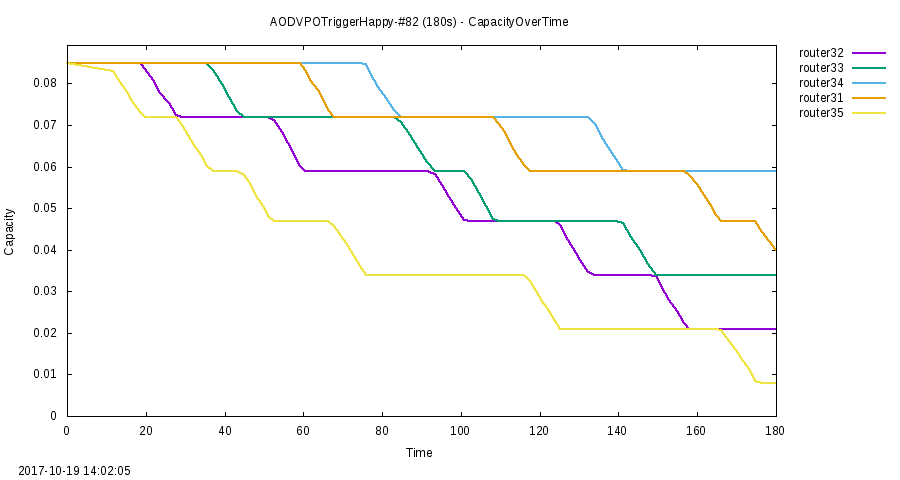 AODVPOTriggerHappy-#82 (180s) - CapacityOverTime
router32
router33
router34
router31
router35
0.08
0.07
0.06
0.05
0.04
0.03
0.02
0.01
0
Capacity
0 20 40 60 80 100 120 140 160 180
Time
2017-10-19 14:02:05